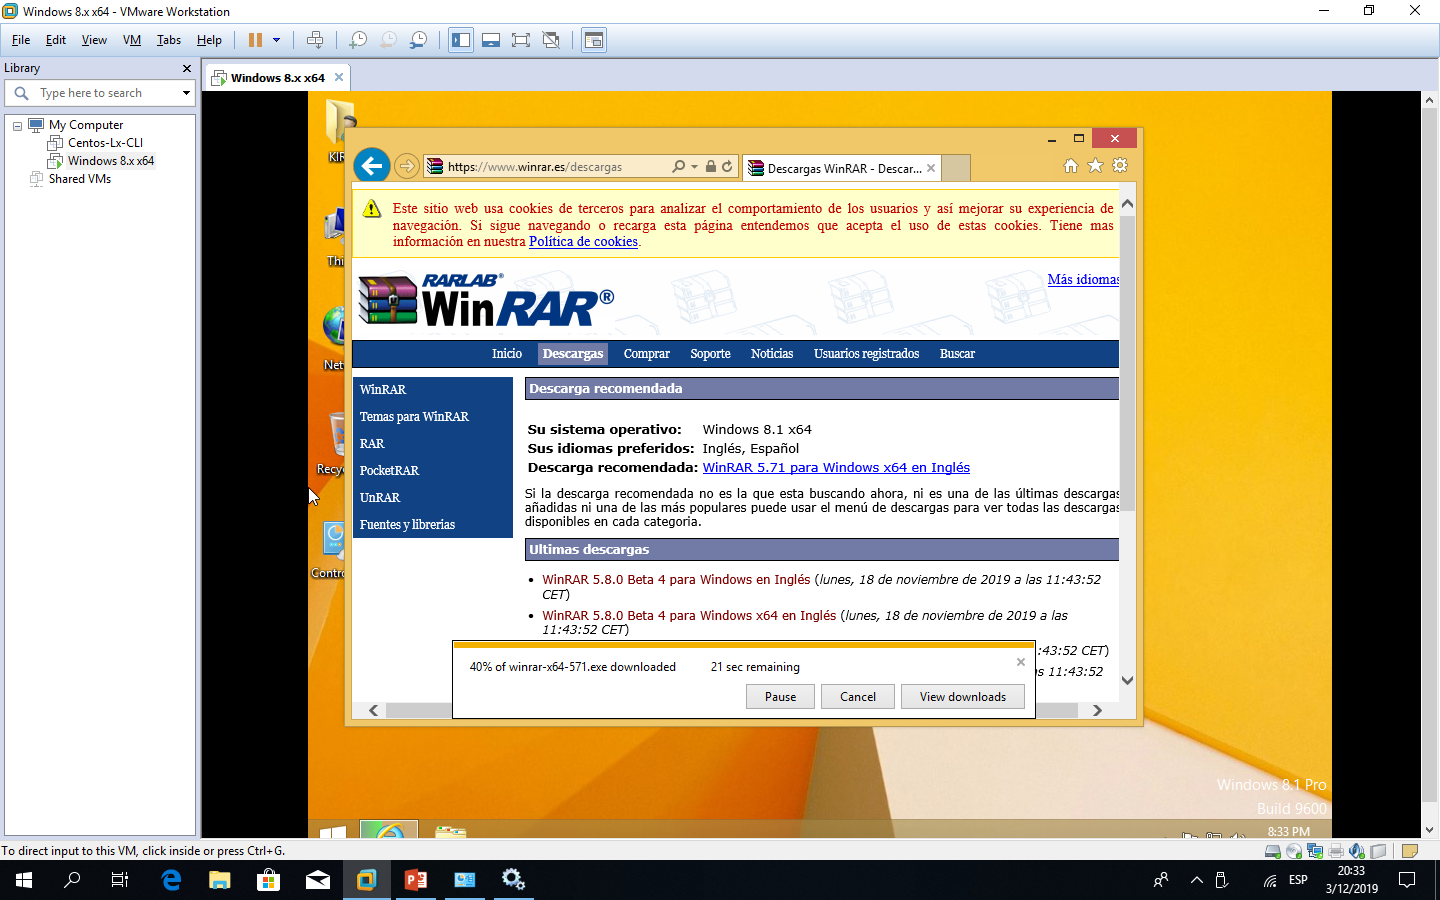 Windows 8.x x64 - VMware Workstation
File Edit View VM Tabs Help
Library
Windows 8.x x64
Type here to search
My Computer
Centos-Lx-CLI
Windows 8.x x64
Shared VMs
https://www.winrar.es/descargas
Descargas WinRAR - Descar...
Este sitio web usa cookies de terceros para analizar el comportamiento de los usuarios y así mejorar su experiencia de
navegación. Si sigue navegando o recarga esta página entendemos que acepta el uso de estas cookies. Tiene mas
información en nuestra Política de cookies.
RARLAB®
WinRAR®
Más idiomas
Inicio Descargas Comprar Soporte Noticias Usuarios registrados Buscar
WinRAR
Temas para WinRAR
RAR
PocketRAR
UnRAR
Fuentes y librerias
Descarga recomendada
Su sistema operativo: Windows 8.1 x64
Sus idiomas preferidos: Inglés, Español
Descarga recomendada: WinRAR 5.71 para Windows x64 en Inglés
Si la descarga recomendada no es la que esta buscando ahora, ni es una de las últimas descargas
añadidas ni una de las más populares puede usar el menú de descargas para ver todas las descargas
disponibles en cada categoria.
Ultimas descargas
WinRAR 5.8.0 Beta 4 para Windows en Inglés (lunes, 18 de noviembre de 2019 a las 11:43:52
CET)
WinRAR 5.8.0 Beta 4 para Windows x64 en Inglés (lunes, 18 de noviembre de 2019 a las
11:43:52 CET)
:43:52 CET)
11:43:52
40% of winrar-x64-571.exe downloaded 21 sec remaining
Pause Cancel View downloads
Windows 8.1 Pro
Build 9600
8:33 PM
To direct input to this VM, click inside or press Ctrl+G.
ESP
20:33
3/12/2019